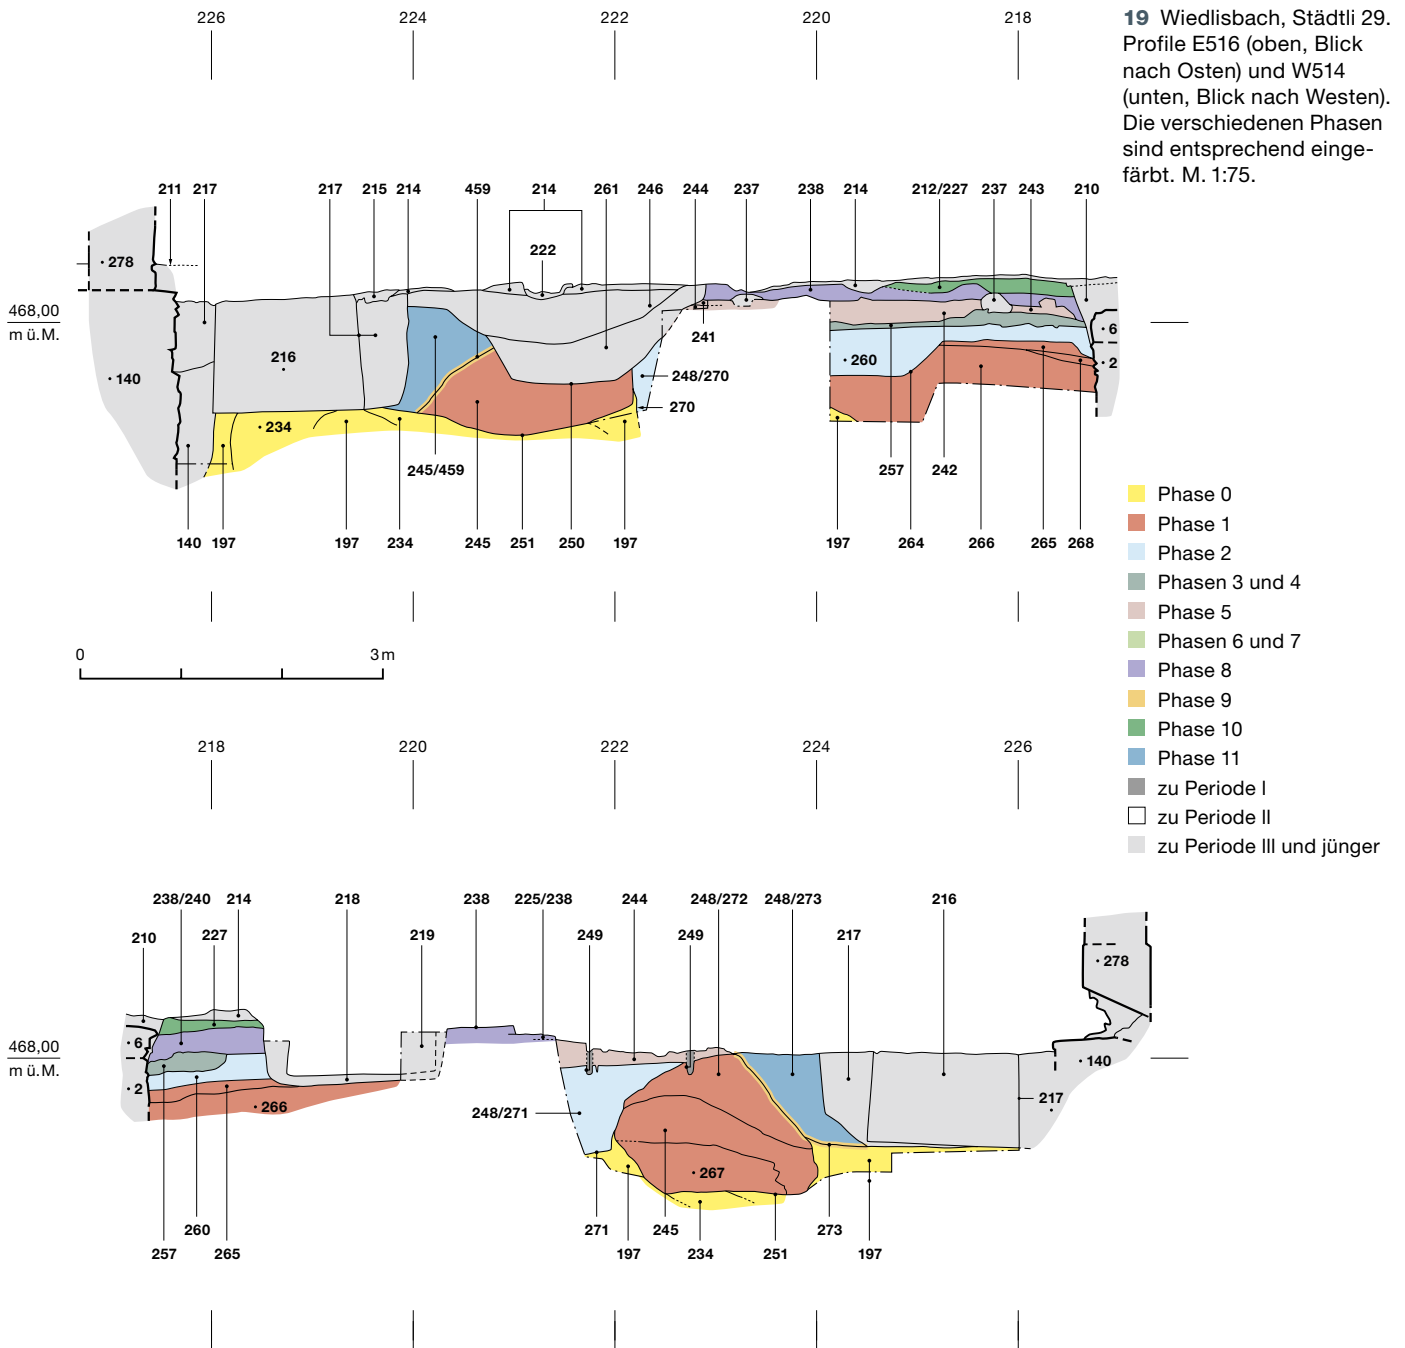 226 224 222 220 218
19 Wiedlisbach, Städtli 29.
Profile E516 (oben, Blick
nach Osten) und W514
(unten, Blick nach Westen).
Die verschiedenen Phasen
sind entsprechend einge-
färbt. M. 1:75.
211 217 217 215 214 459 214 261 246 244 237 238 214 212/227 237 243 210
222
278
468,00
m ü.M.
6
241
216
260
2
140
248/270
270
234
245/459
257 242
140 197 197 234 245 251 250 197 197 264 266 265 268
Phase 0
Phase 1
Phase 2
Phasen 3 und 4
Phase 5
Phasen 6 und 7
Phase 8
Phase 9
Phase 10
Phase 11
zu Periode I
zu Periode II
zu Periode III und jünger
0 3 m
218 220 222 224 226
238/240 214 218 238 225/238 244 248/272 248/273 216
210 227 219 249 249 217
278
468,00
m ü.M.
6
140
2
266
217
248/271
245
267
260 271 245 234 273
257 265 197 251 197